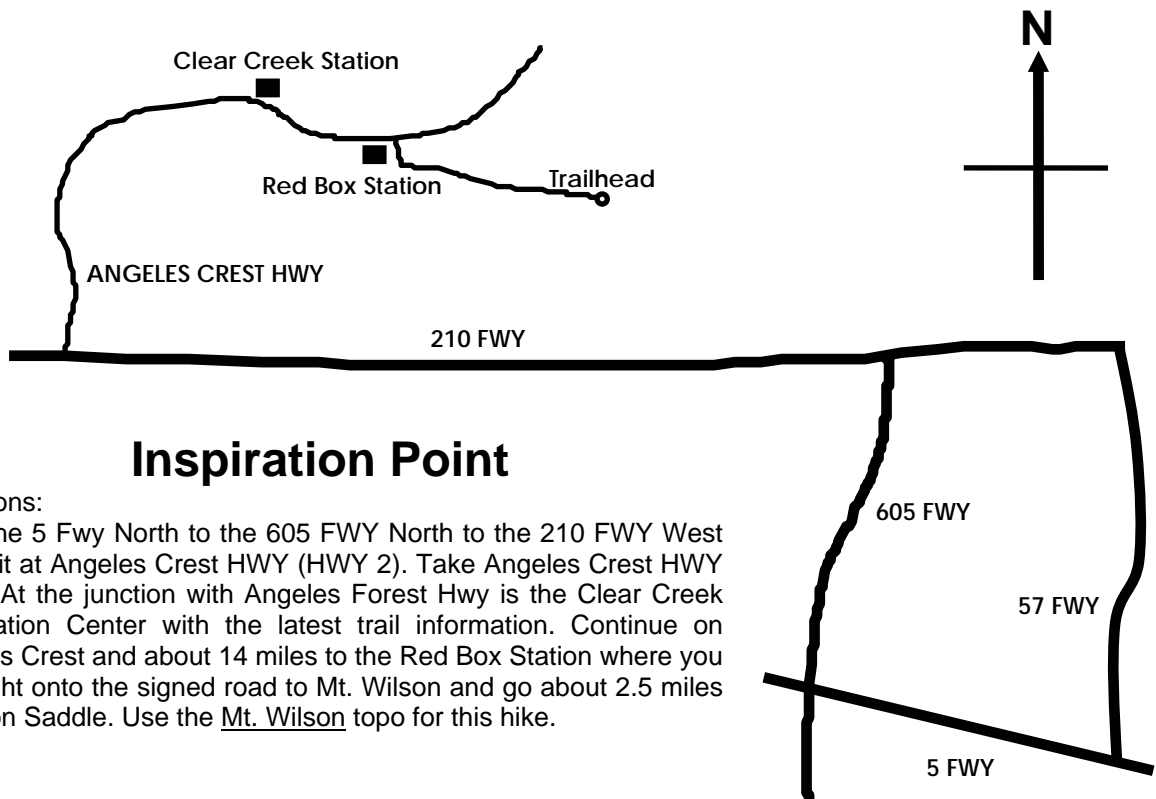 N
Clear Creek Station
Red Box Station
Trailhead
ANGELES CREST HWY
210 FWY
Inspiration Point
ons:
ne 5 Fwy North to the 605 FWY North to the 210 FWY West
it at Angeles Crest HWY (HWY 2). Take Angeles Crest HWY
At the junction with Angeles Forest Hwy is the Clear Creek
ation Center with the latest trail information. Continue on
s Crest and about 14 miles to the Red Box Station where you
ght onto the signed road to Mt. Wilson and go about 2.5 miles
on Saddle. Use the Mt. Wilson topo for this hike.
605 FWY
57 FWY
5 FWY